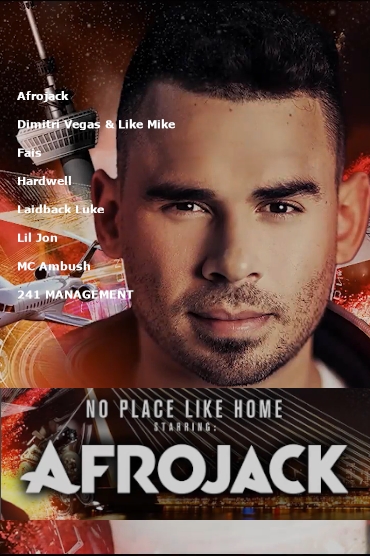 Afrojack
Dimitri Vegas & Like Mike
Fais
Hardwell
Laidback Luke
Lil Jon
MC Ambush
241 MANAGEMENT
NO PLACE LIKE HOME
STARRING:
AFROJACK